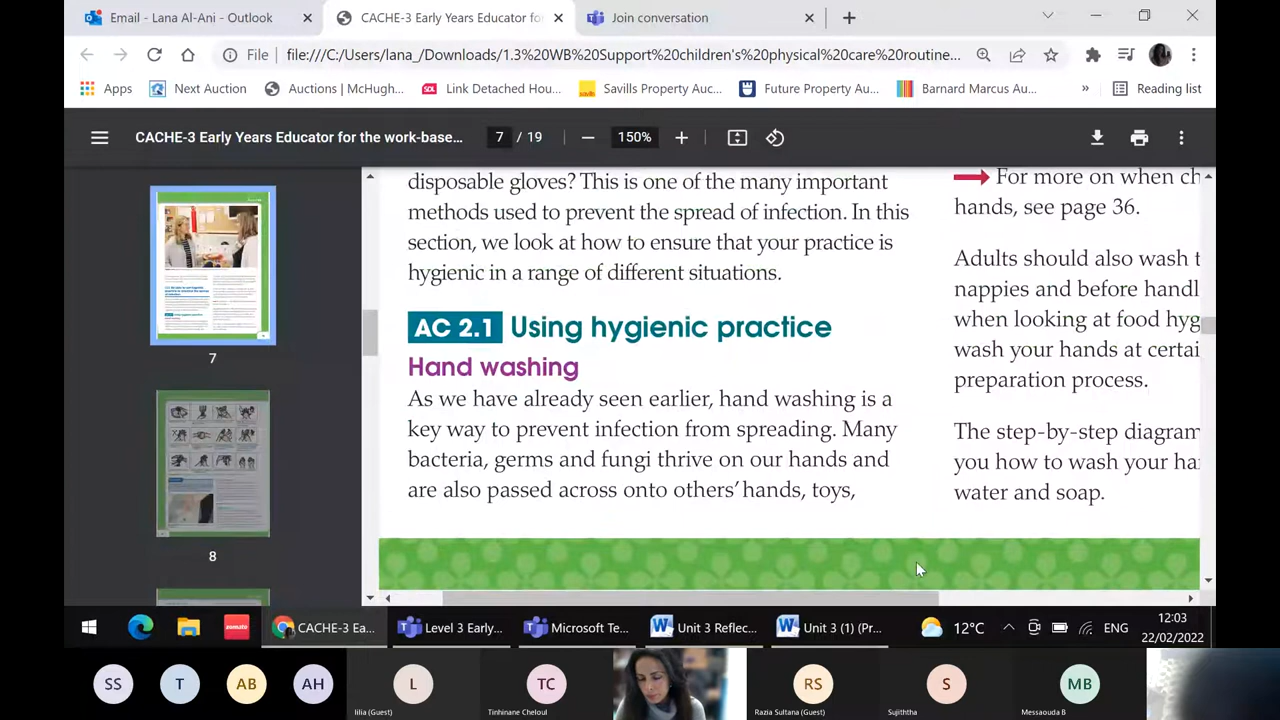 Email - Lana Al-Ani - Outlook
CACHE-3 Early Years Educator for
Join conversation
File
file:///C:/Users/lana_/Downloads/1.3%20WB%20Support%20children's%20physical%20care%20routine...
Apps
Next Auction
Auctions | McHugh...
Link Detached Hou...
Savills Property Auc...
Future Property Au...
Barnard Marcus Au...
»
Reading list
CACHE-3 Early Years Educator for the work-base...
7 / 19
150%
disposable gloves? This is one of the many important
methods used to prevent the spread of infection. In this
section, we look at how to ensure that your practice is
hygienic in a range of different situations.
AC 2.1 Using hygienic practice
Hand washing
As we have already seen earlier, hand washing is a
key way to prevent infection from spreading. Many
bacteria, germs and fungi thrive on our hands and
are also passed across onto others' hands, toys,
For more on when ch
hands, see page 36.
Adults should also wash t
nappies and before handl
when looking at food hyg
wash your hands at certai
preparation process.
The step-by-step diagram
you how to wash your ha
water and soap.
7
8
zomato
CACHE-3 Ea...
Level 3 Early...
Microsoft Te...
Unit 3 Reflec...
Unit 3 (1) (Pr...
12°C
ENG
12:03
22/02/2022
SS
T
AB
AH
L
lilia (Guest)
TC
Tinhinane Cheloul
RS
Razia Sultana (Guest)
S
Sujiththa
MB
Messaouda B